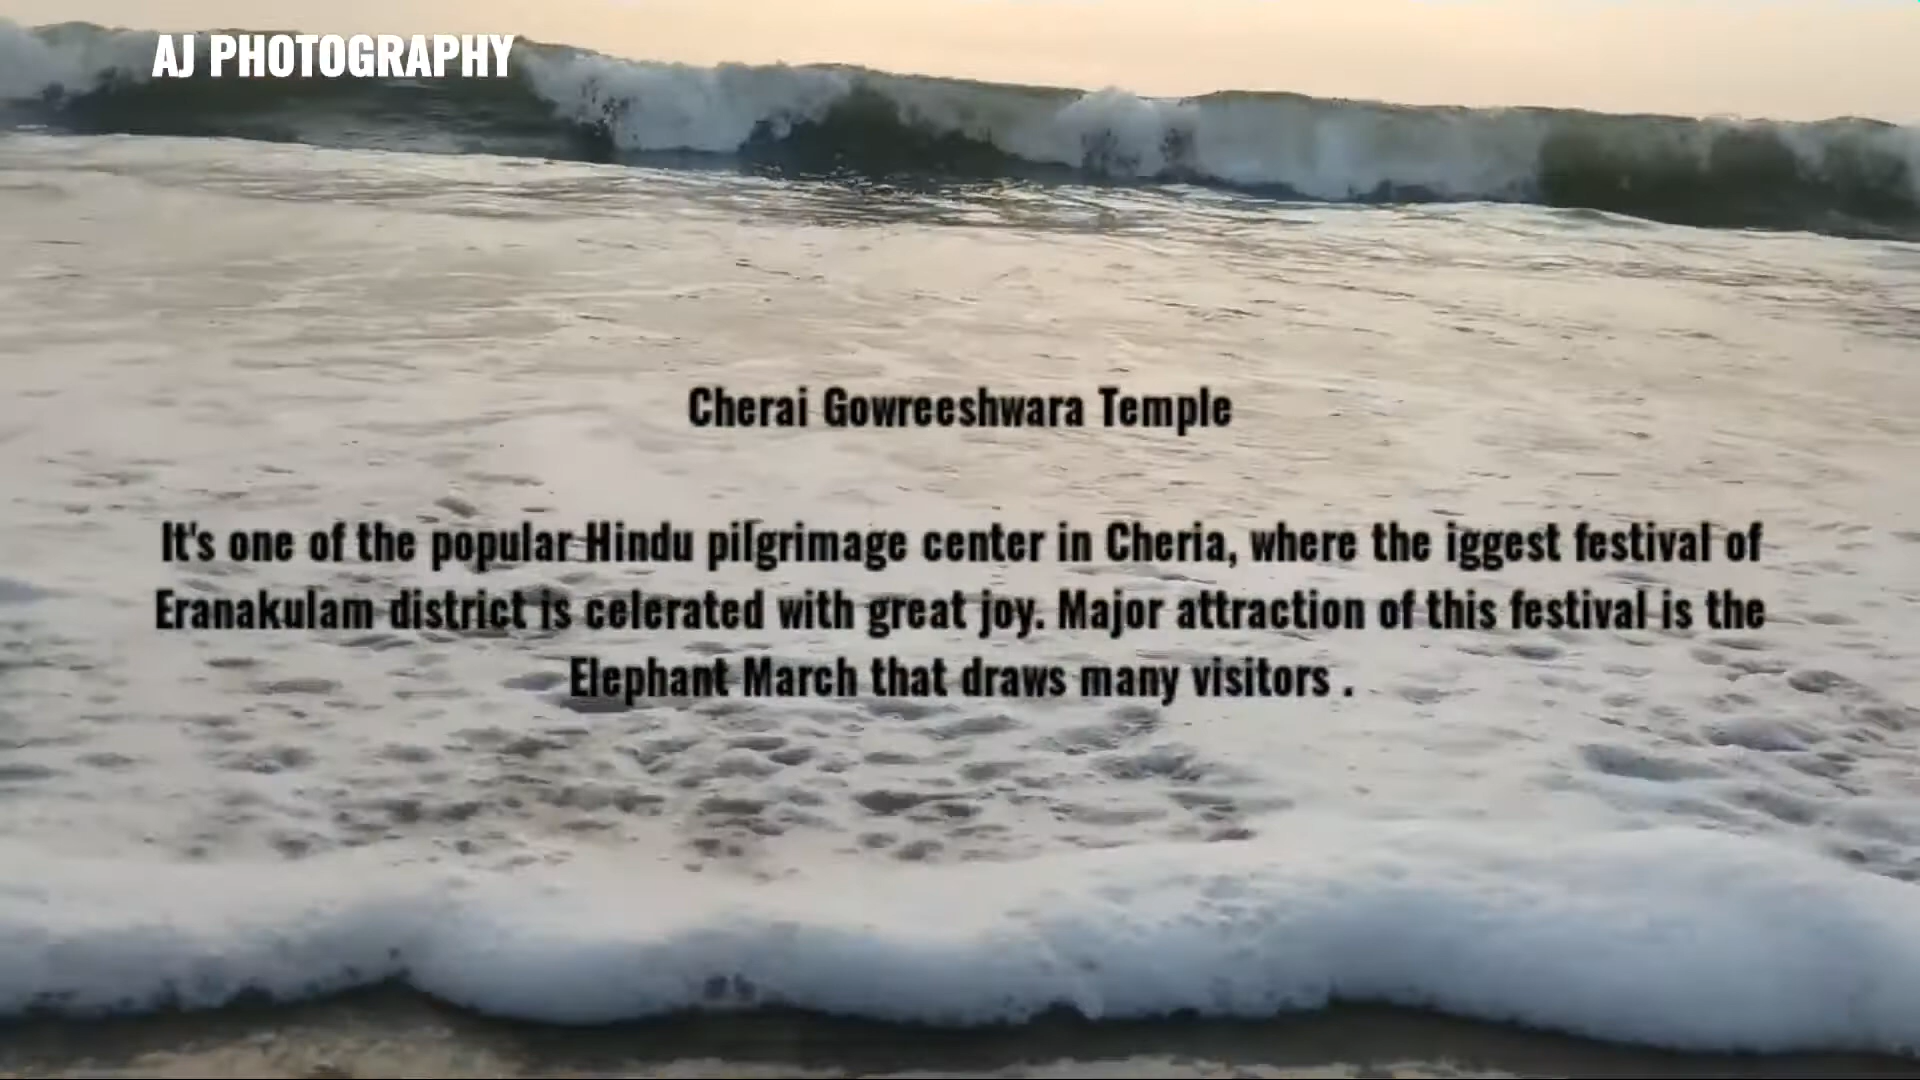 AJ PHOTOGRAPHY
Cherai Gowreeshwara Temple
It's one of the popular Hindu pilgrimage center in Cheria, where the iggest festival of
Eranakulam district is celerated with great joy. Major attraction of this festival is the
Elephant March that draws many visitors .